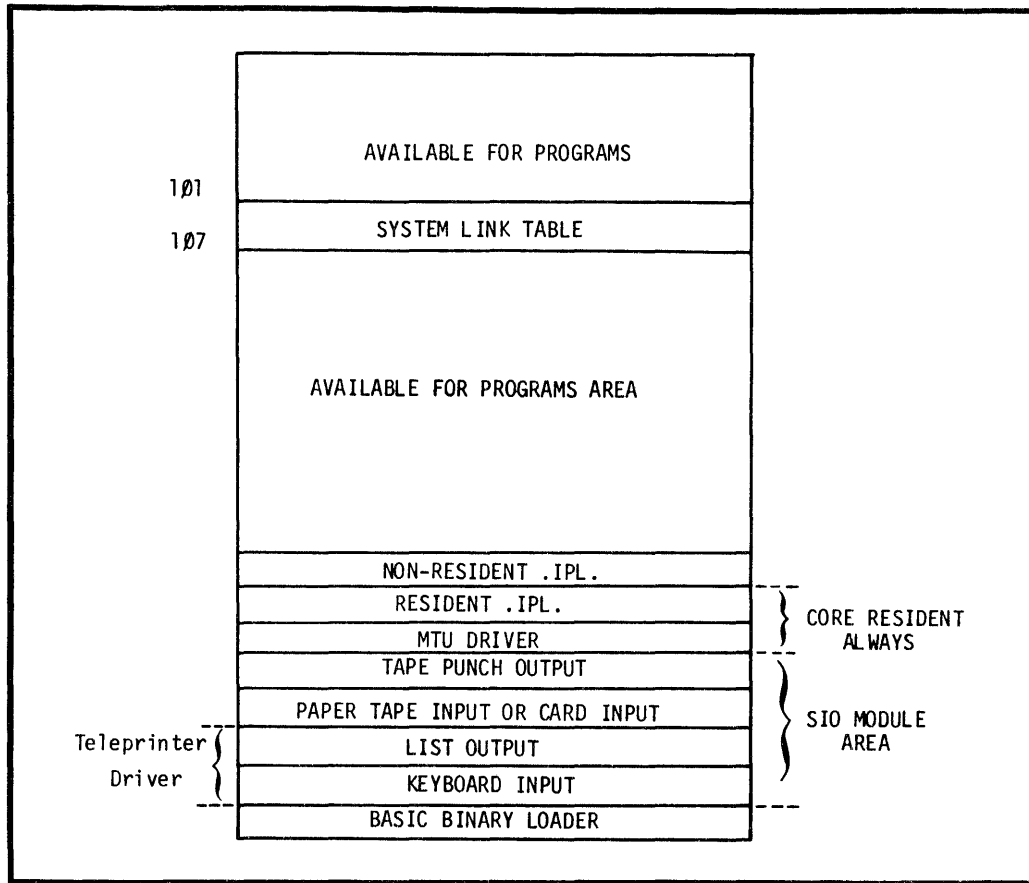 AVAILABLE FOR PROGRAMS
1Ø1
SYSTEM LINK TABLE
1Ø7
AVAILABLE FOR PROGRAMS AREA
NON-RESIDENT .IPL.
RESIDENT .IPL.
CORE RESIDENT
ALWAYS
MTU DRIVER
TAPE PUNCH OUTPUT
PAPER TAPE INPUT OR CARD INPUT
SIO MODULE
AREA
Teleprinter
Driver
LIST OUTPUT
KEYBOARD INPUT
BASIC BINARY LOADER